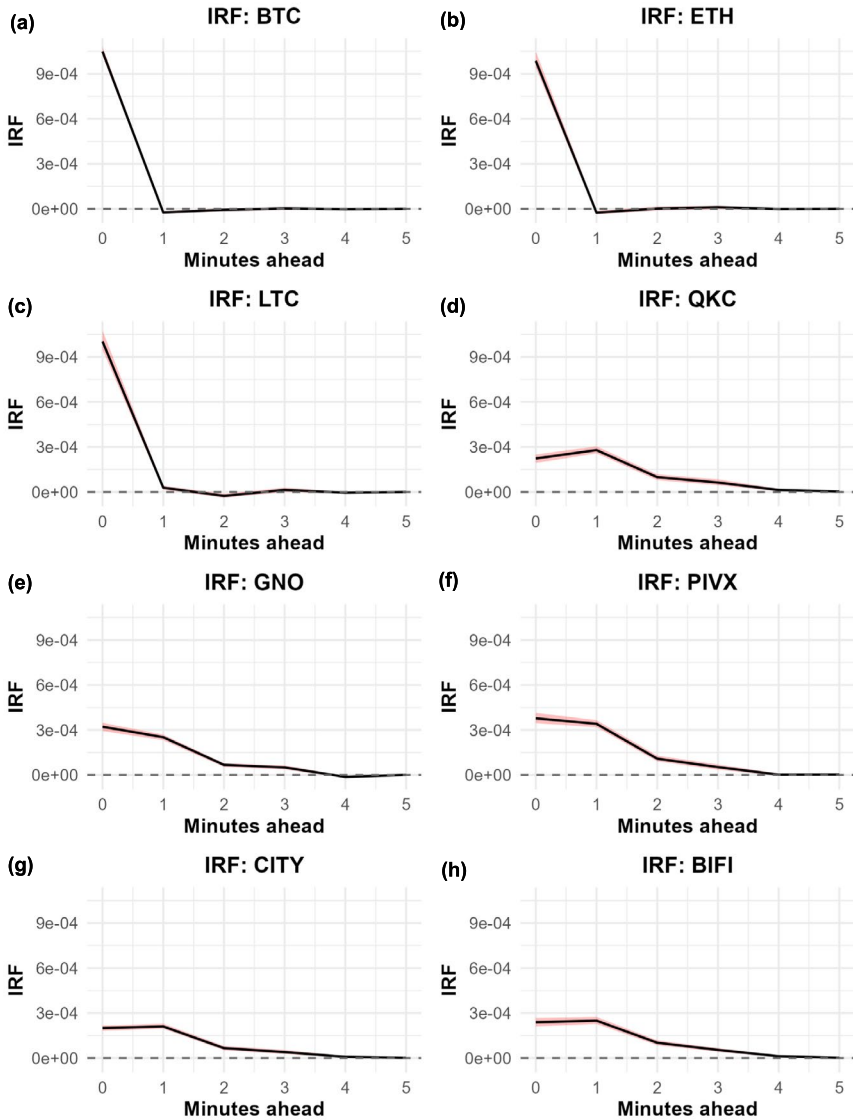 (a)
IRF: BTC
IRF
9e-04
6e-04
3e-04
0e+00
0 1 2 3 4 5
Minutes ahead
(b)
IRF: ETH
IRF
9e-04
6e-04
3e-04
0e+00
0 1 2 3 4 5
Minutes ahead
(c)
IRF: LTC
IRF
9e-04
6e-04
3e-04
0e+00
0 1 2 3 4 5
Minutes ahead
(d)
IRF: QKC
IRF
9e-04
6e-04
3e-04
0e+00
0 1 2 3 4 5
Minutes ahead
(e)
IRF: GNO
IRF
9e-04
6e-04
3e-04
0e+00
0 1 2 3 4 5
Minutes ahead
(f)
IRF: PIVX
IRF
9e-04
6e-04
3e-04
0e+00
0 1 2 3 4 5
Minutes ahead
(g)
IRF: CITY
IRF
9e-04
6e-04
3e-04
0e+00
0 1 2 3 4 5
Minutes ahead
(h)
IRF: BIFI
IRF
9e-04
6e-04
3e-04
0e+00
0 1 2 3 4 5
Minutes ahead